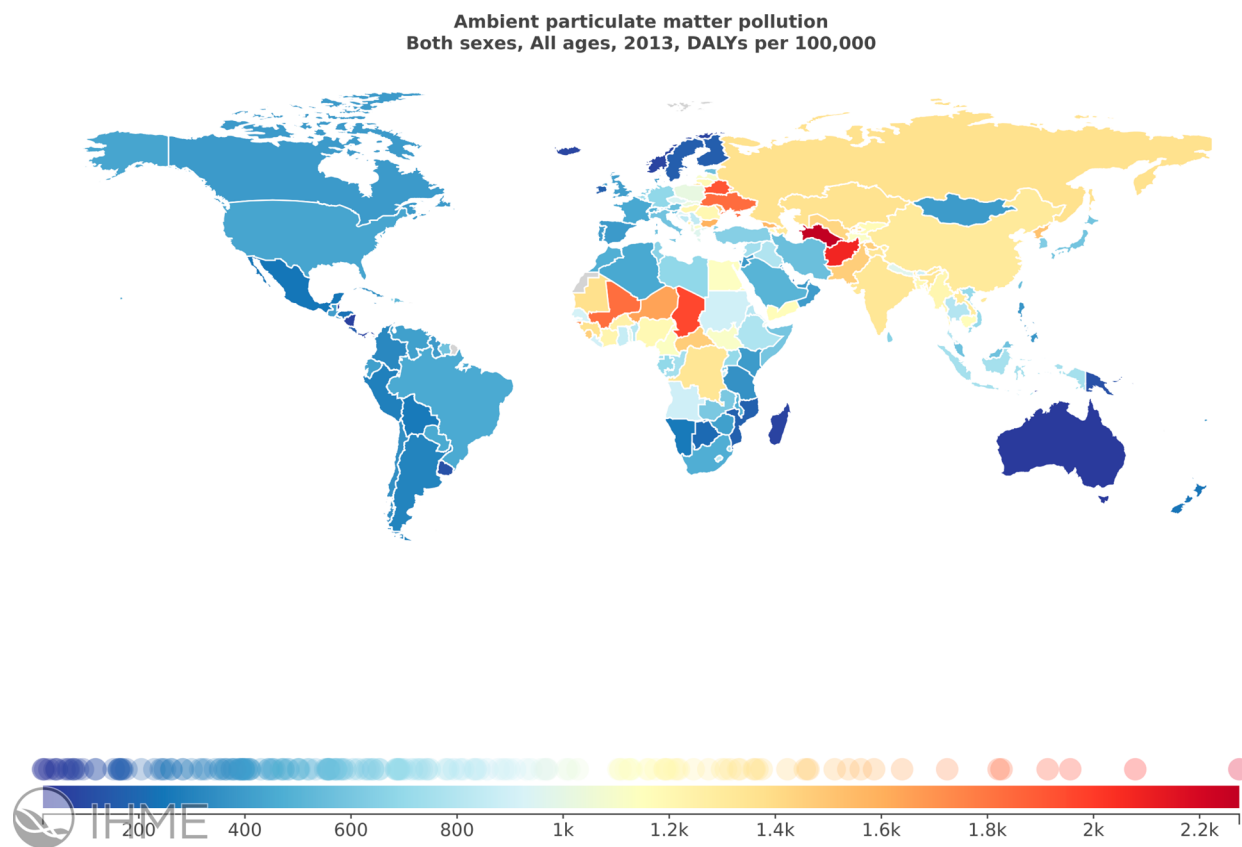 Ambient particulate matter pollution
Both sexes, All ages, 2013, DALYs per 100,000
IHME
200 400 600 800 1k 1.2k 1.4k 1.6k 1.8k 2k 2.2k